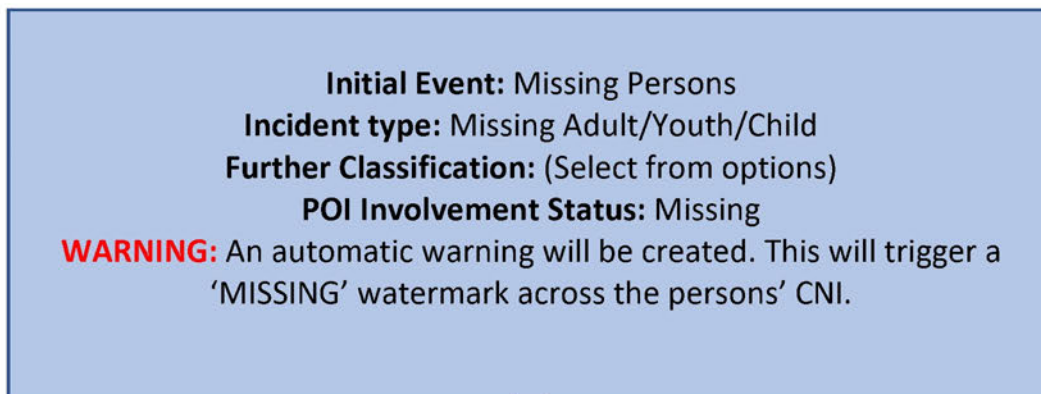 Initial Event: Missing Persons
Incident type: Missing Adult/Youth/Child
Further Classification: (Select from options)
POI Involvement Status: Missing
WARNING: An automatic warning will be created. This will trigger a
‘MISSING’ watermark across the persons’ CNI.